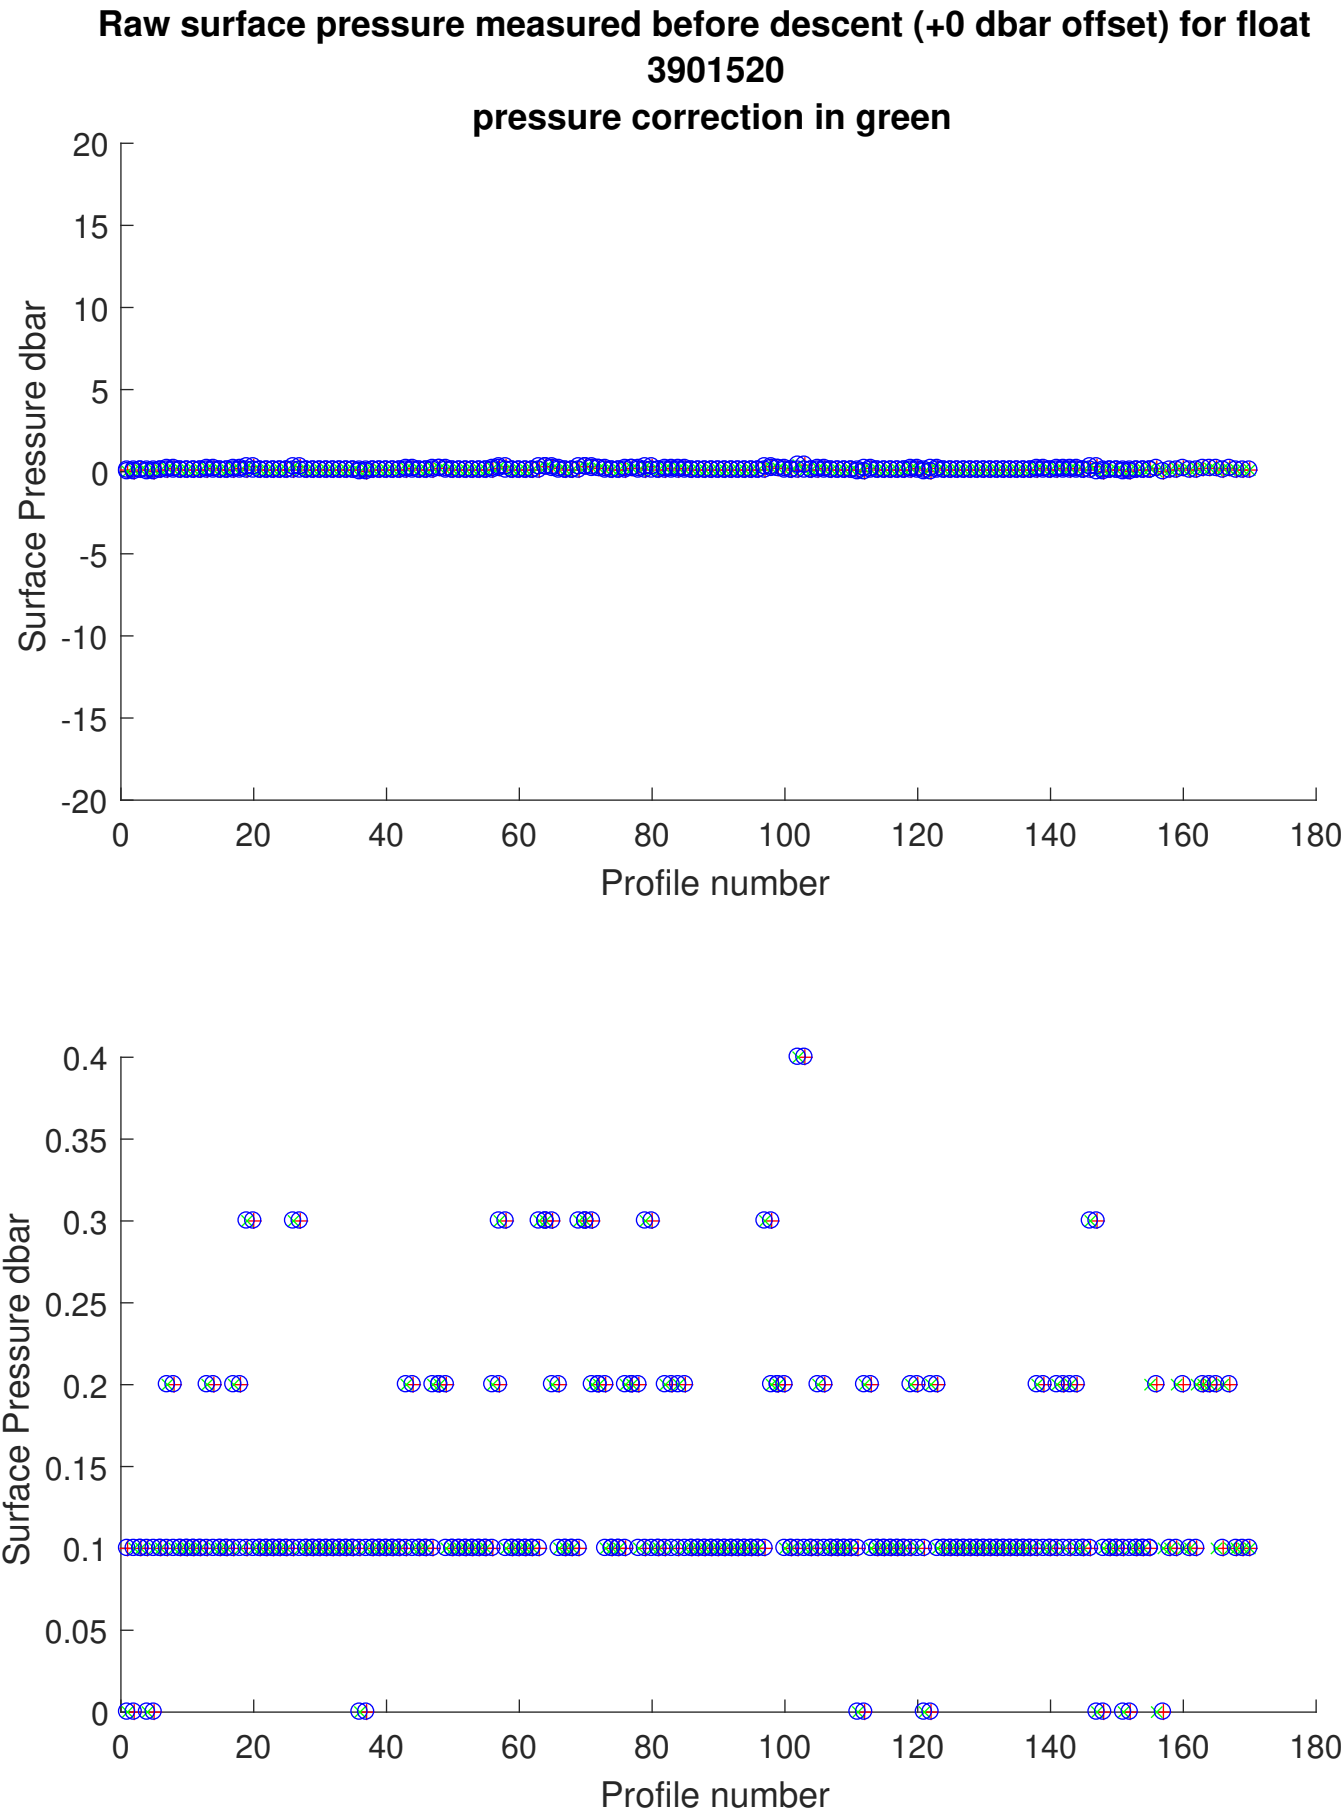 Raw surface pressure measured before descent (+0 dbar offset) for float
3901520
pressure correction in green
20
15
10
5
0
-5
-10
-15
-20
Surface Pressure dbar
0 20 40 60 80 100 120 140 160 180
Profile number
0.4
0.35
0.3
0.25
0.2
0.15
0.1
0.05
0
Surface Pressure dbar
0 20 40 60 80 100 120 140 160 180
Profile number